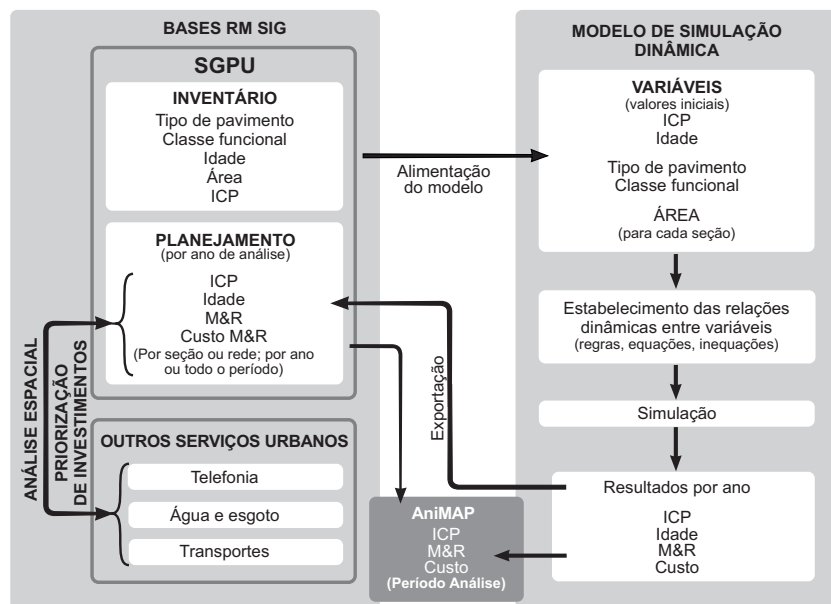 BASES RM SIG
SGPU
INVENTÁRIO
Tipo de pavimento
Classe funcional
Idade
Área
ICP
PLANEJAMENTO
(por ano de análise)
ICP
Idade
M&R
Custo M&R
(Por seção ou rede; por ano
ou todo o período)
ANÁLISE ESPACIAL
PRIORIZAÇÃO
DE INVESTIMENTOS
OUTROS SERVIÇOS URBANOS
Telefonia
Água e esgoto
Transportes
Alimentação
do modelo
Exportação
AniMAP
ICP
M&R
Custo
(Período Análise)
MODELO DE SIMULAÇÃO
DINÂMICA
VARIÁVEIS
(valores iniciais)
ICP
Idade
Tipo de pavimento
Classe funcional
ÁREA
(para cada seção)
Estabelecimento das relações
dinâmicas entre variáveis
(regras, equações, inequações)
Simulação
Resultados por ano
ICP
Idade
M&R
Custo